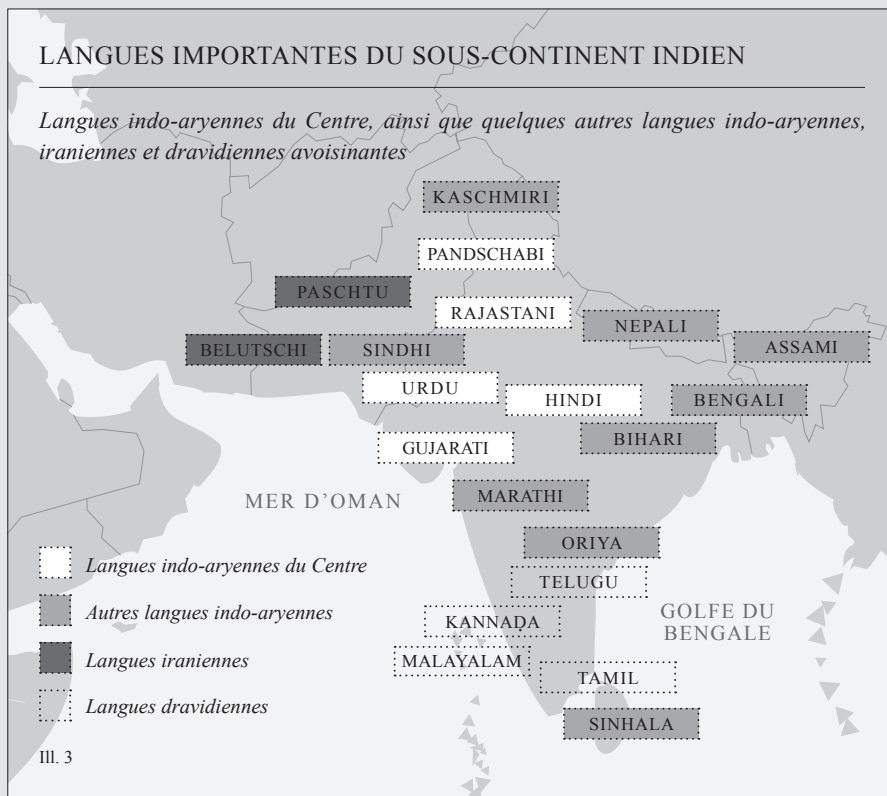 LANGUES IMPORTANTES DU SOUS-CONTINENT INDIEN
Langues indo-aryennes du Centre, ainsi que quelques autres langues indo-aryennes,
iraniennes et dravidiennes avoisinantes
KASCHMIRI
PANDSCHABI
PASCHTU
RAJASTANI
NEPALI
BELUTSCHI
SINDHI
ASSAMI
URDU
HINDI
BENGALI
GUJARATI
BIHARI
MER D’OMAN
MARATHI
ORIYA
TELUGU
KANNAḌA
GOLFE DU
BENGALE
MALAYALAM
TAMIL
SINHALA
Langues indo-aryennes du Centre
Autres langues indo-aryennes
Langues iraniennes
Langues dravidiennes
Ill. 3